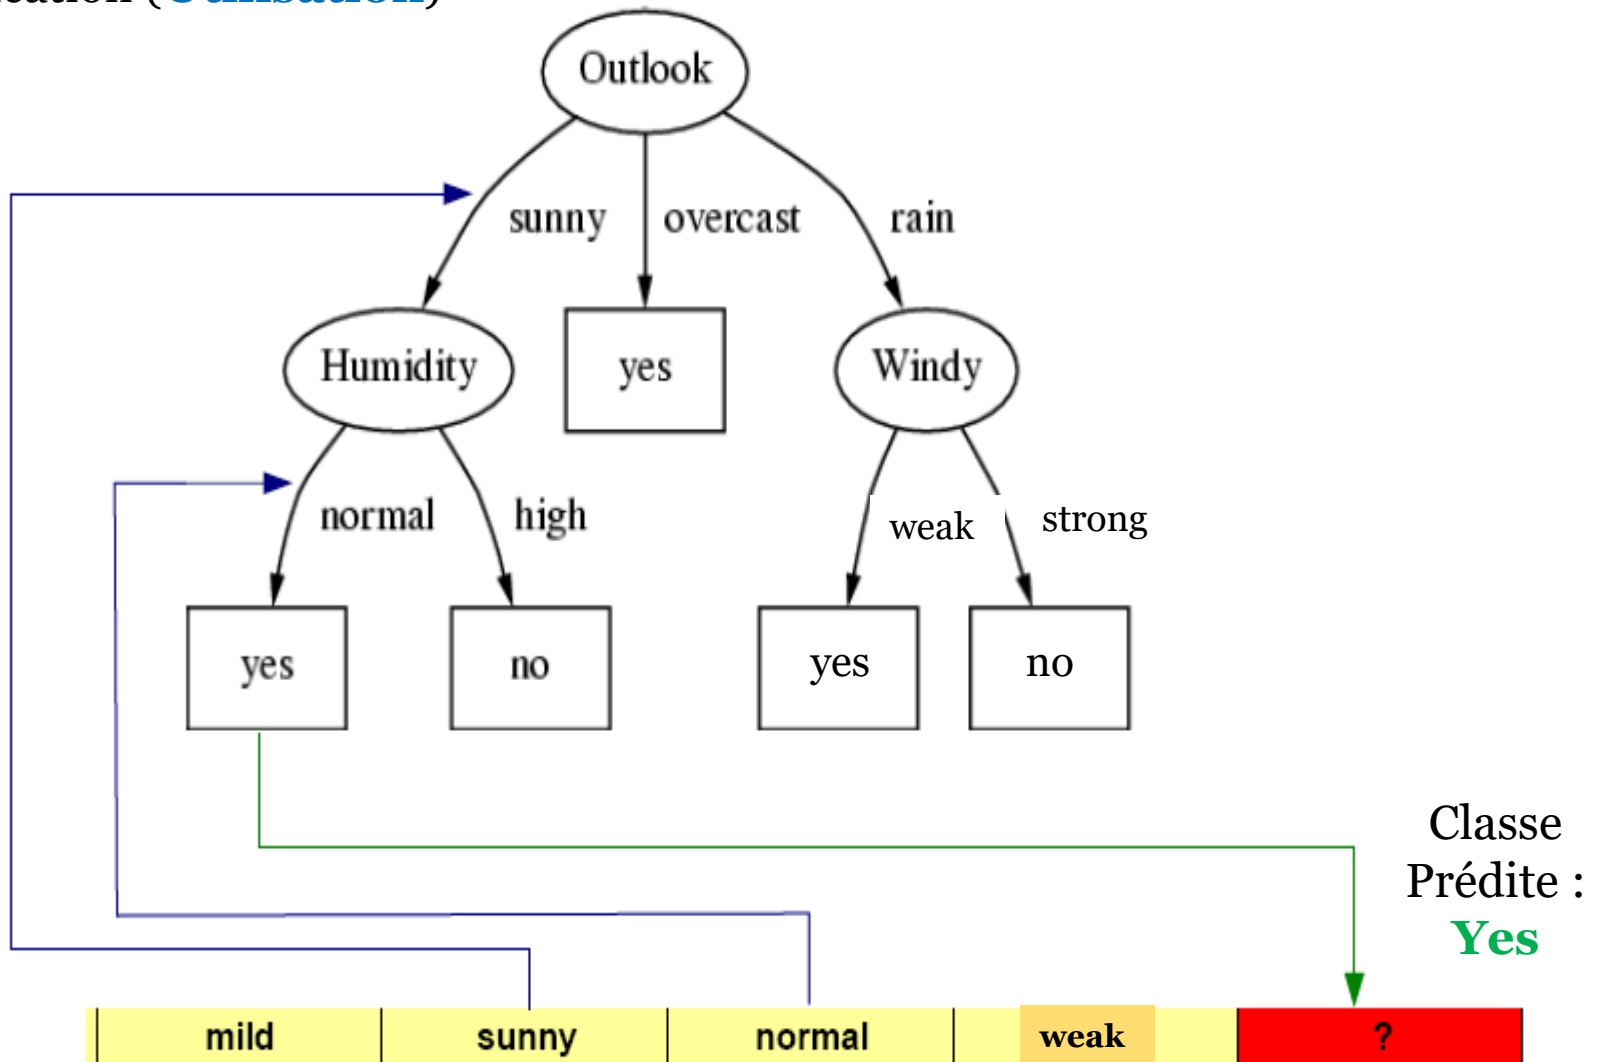 Outlook
sunny overcast rain
Humidity yes Windy
normal high weak strong
yes no yes no
Classe
Prédite :
Yes
mild sunny normal weak ?